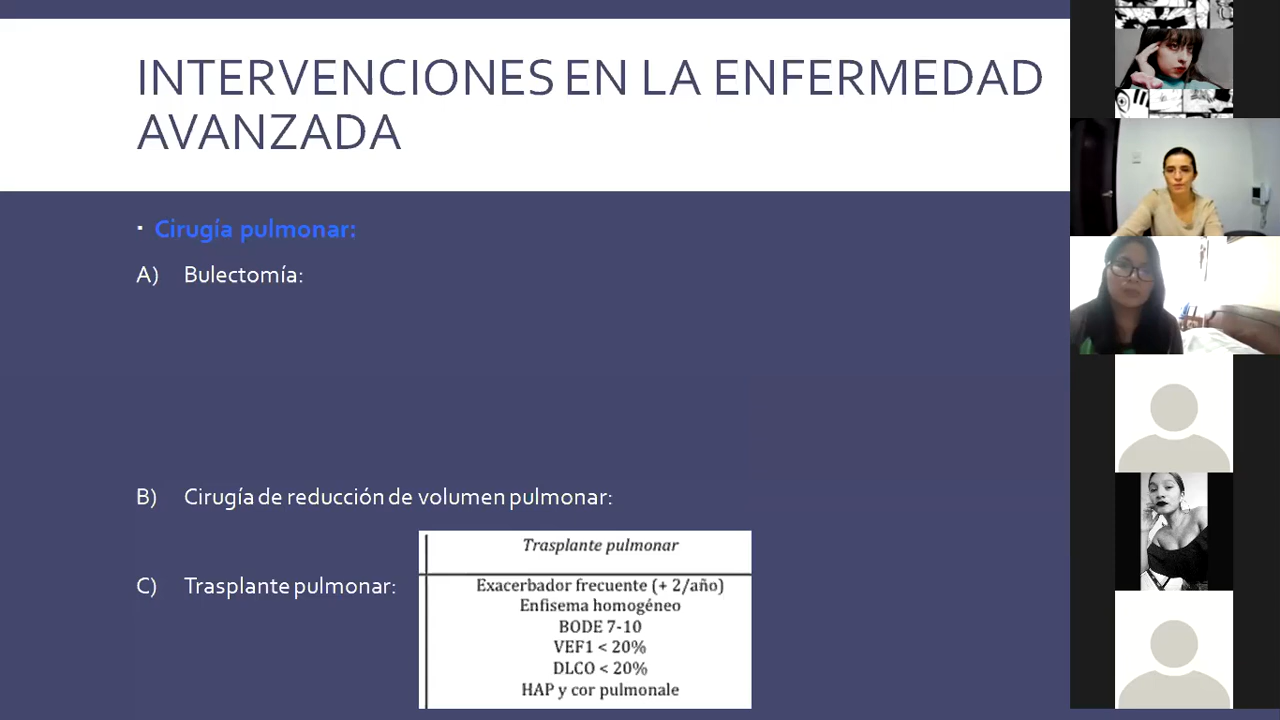 INTERVENCIONES EN LA ENFERMEDAD
AVANZADA
▪ Cirugía pulmonar:
A) Bulectomía:
B) Cirugía de reducción de volumen pulmonar:
C) Trasplante pulmonar:
Trasplante pulmonar
Exacerbador frecuente (+ 2/año)
Enfisema homogéneo
BODE 7-10
VEF1 < 20%
DLCO < 20%
HAP y cor pulmonale